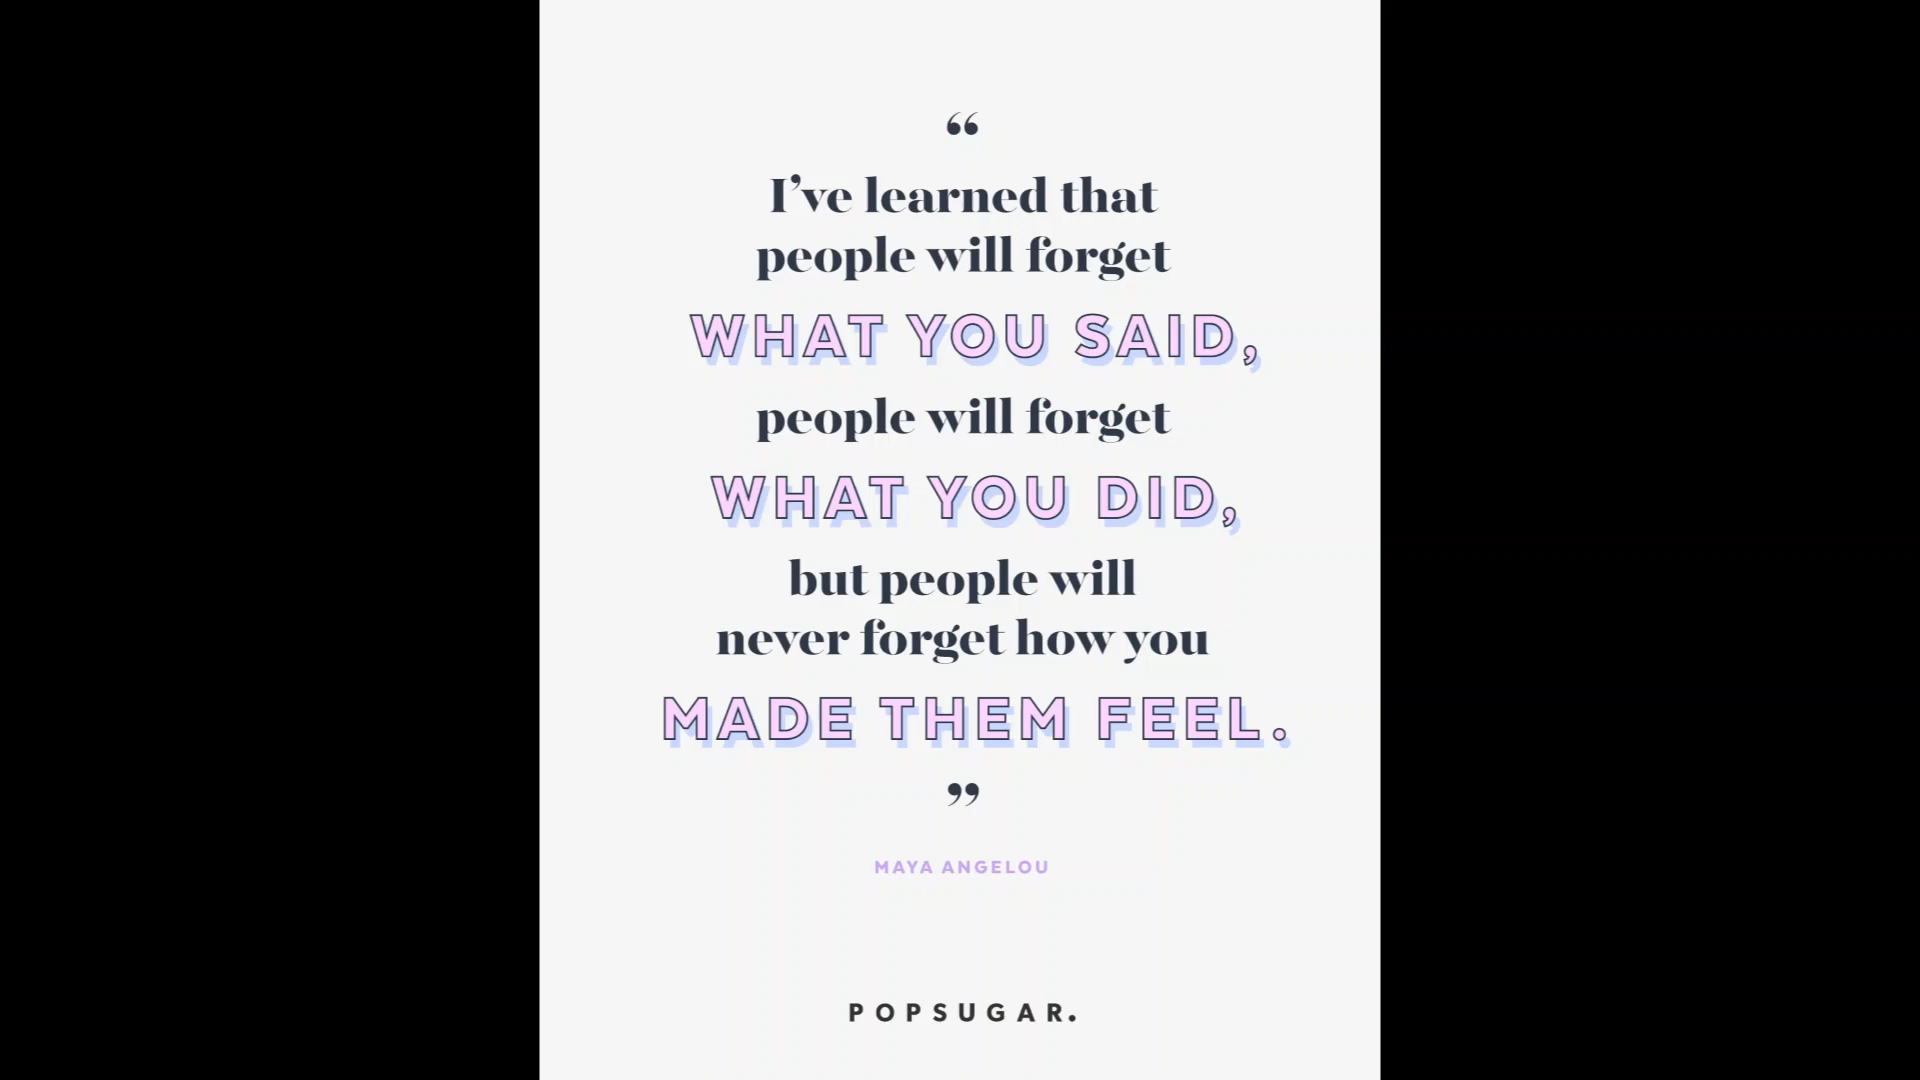 “
I’ve learned that
people will forget
WHAT YOU SAID,
people will forget
WHAT YOU DID,
but people will
never forget how you
MADE THEM FEEL.
”
MAYA ANGELOU
POPSUGAR.